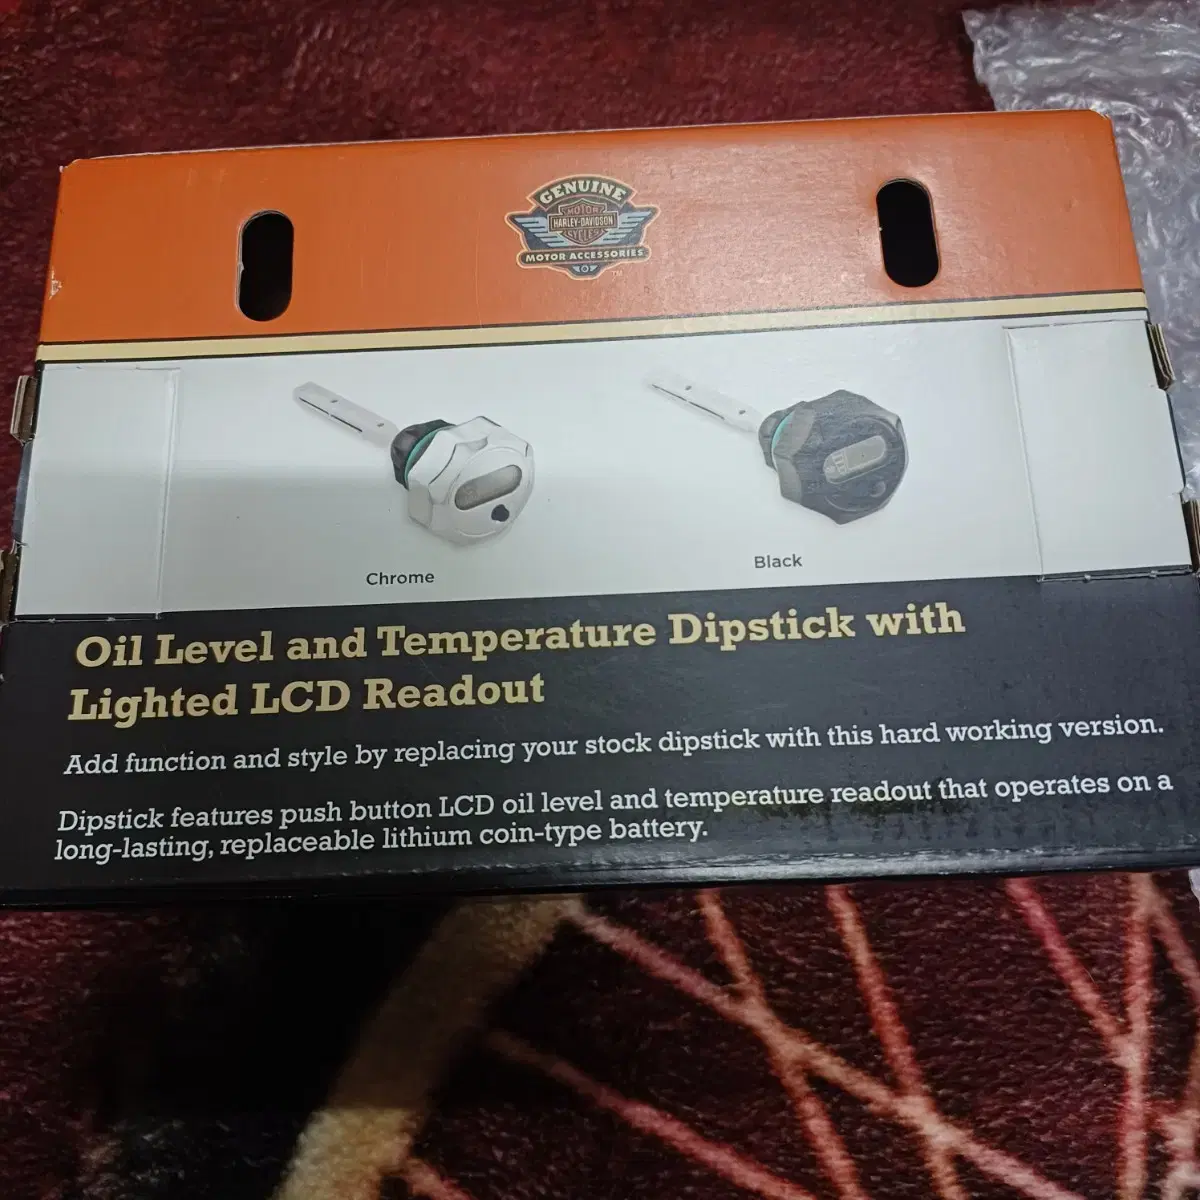 GENUINE
MOTOR
HARLEY-DAVIDSON
CYCLES
MOTOR ACCESSORIES
TM
Chrome
Black
Oil Level and Temperature Dipstick with
Lighted LCD Readout
Add function and style by replacing your stock dipstick with this hard working version.
Dipstick features push button LCD oil level and temperature readout that operates on a
long-lasting, replaceable lithium coin-type battery.